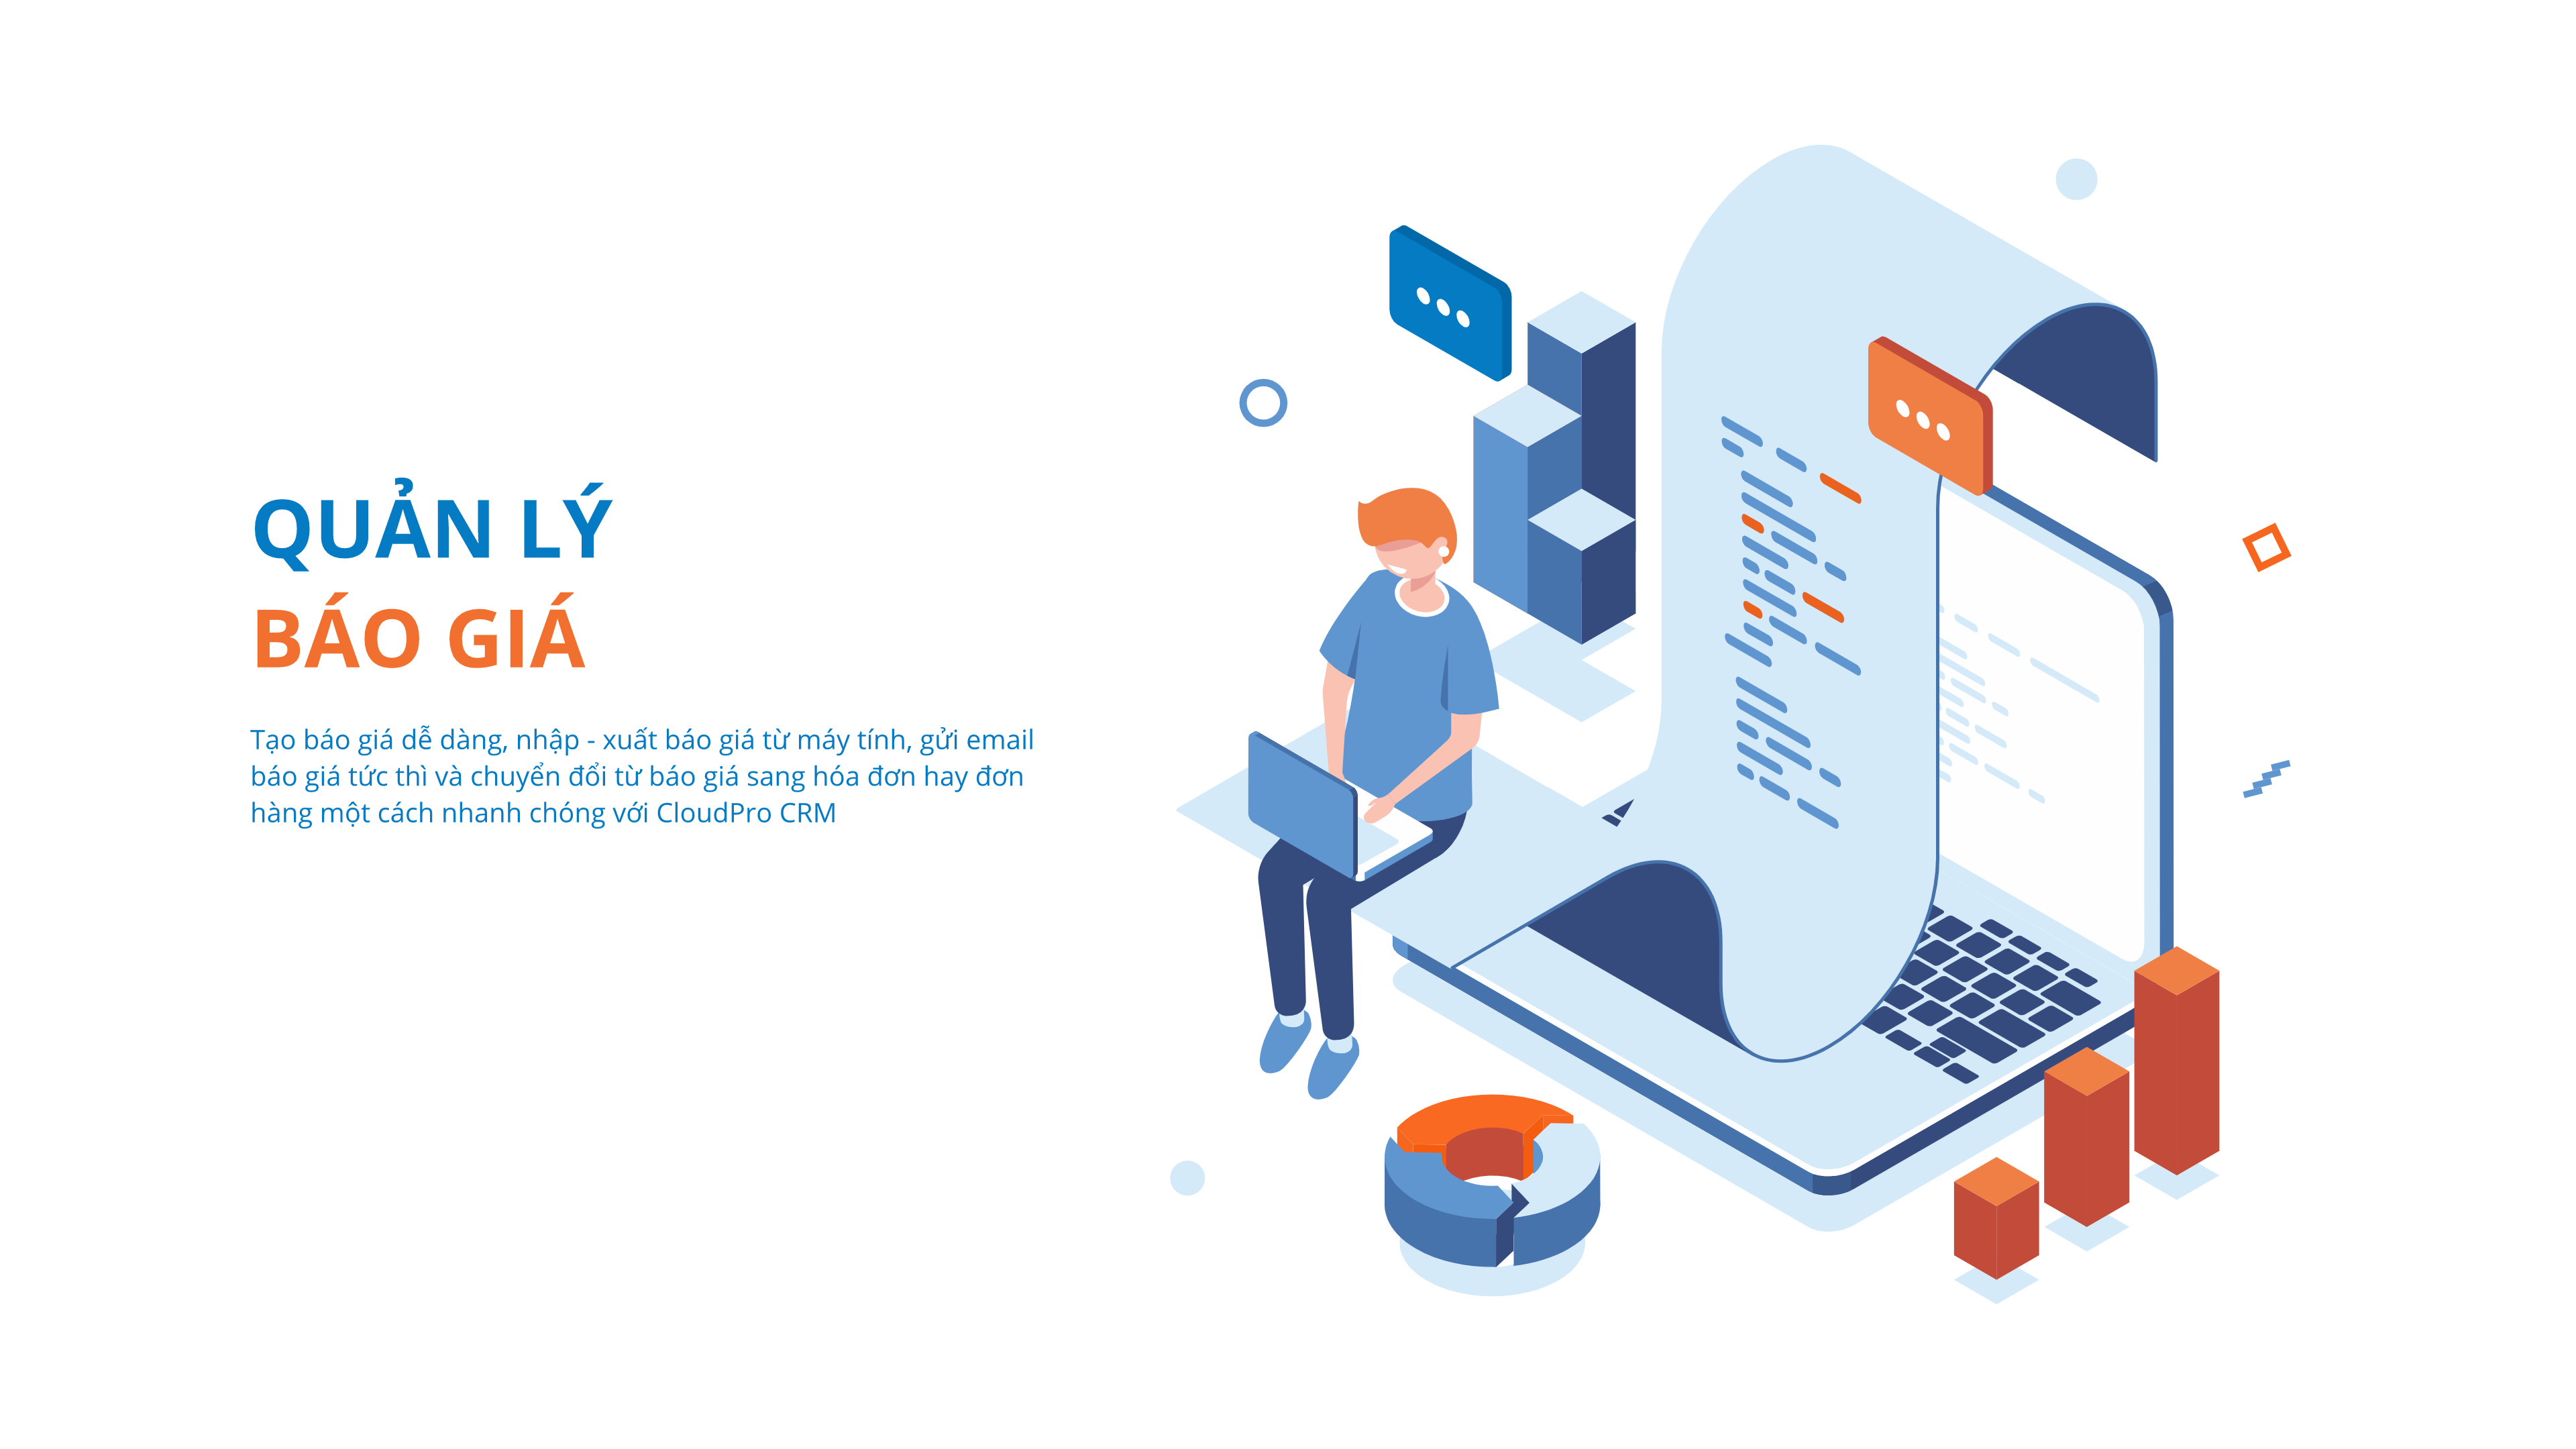 QUẢN LÝ
BÁO GIÁ
Tạo báo giá dễ dàng, nhập - xuất báo giá từ máy tính, gửi email
báo giá tức thì và chuyển đổi từ báo giá sang hóa đơn hay đơn
hàng một cách nhanh chóng với CloudPro CRM